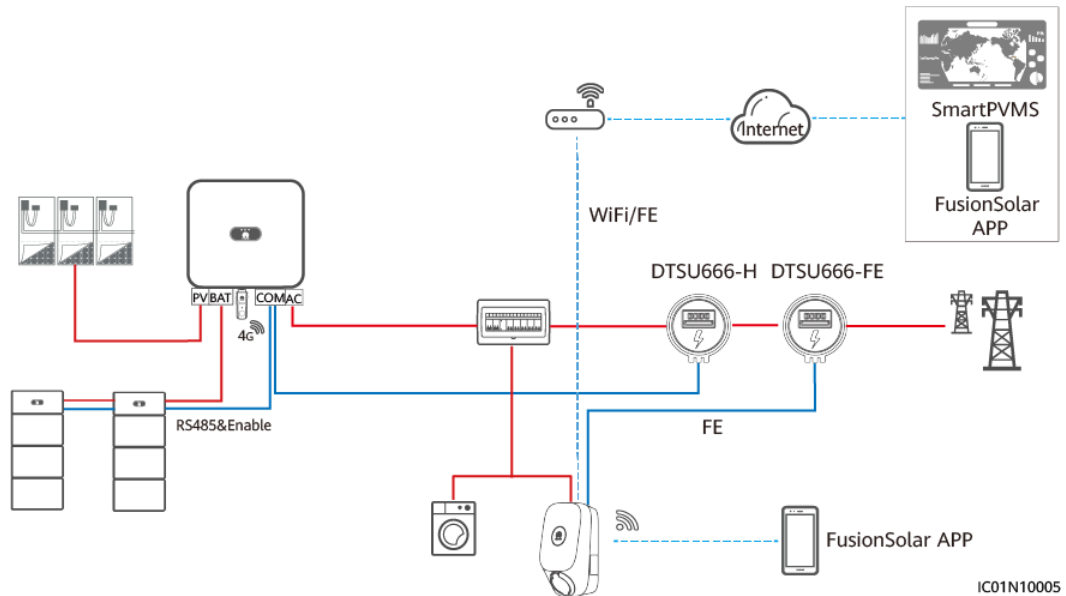 Internet
SmartPVMS
FusionSolar
APP
WiFi/FE
DTSU666-H DTSU666-FE
PV BAT COM AC
4G
RS485&Enable
FE
FusionSolar APP
IC01N10005